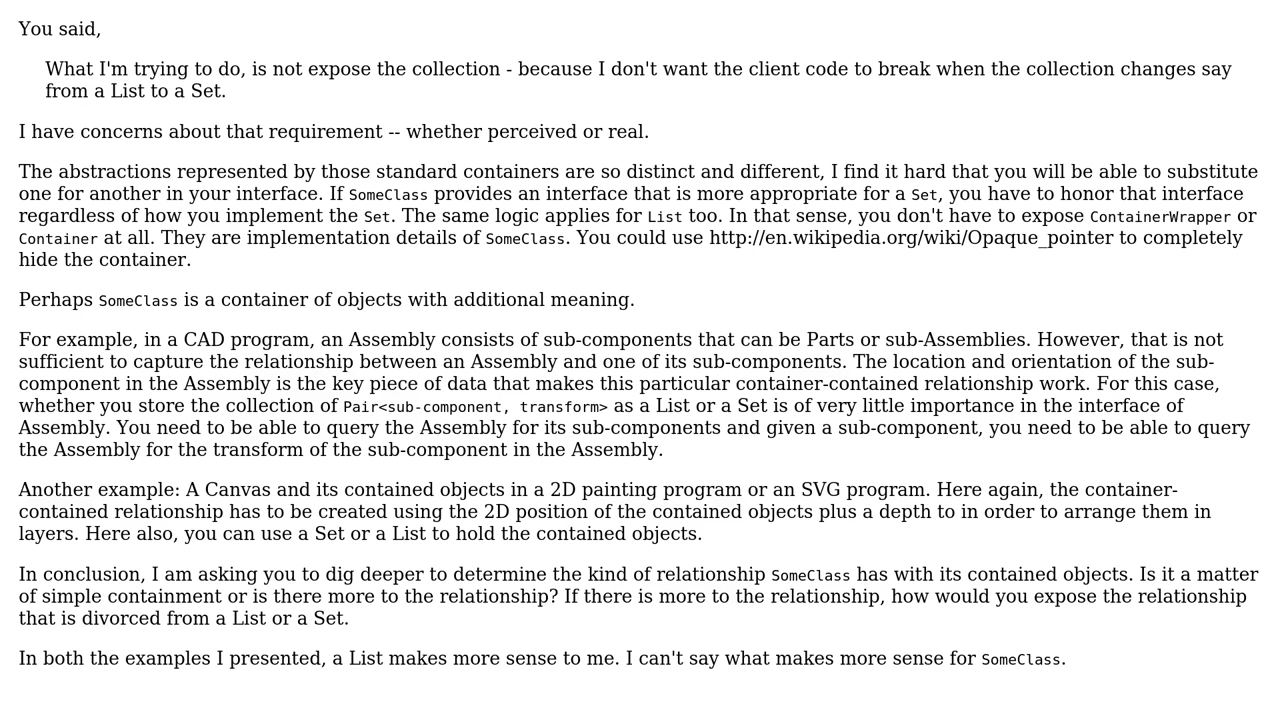 You said,
What I'm trying to do, is not expose the collection - because I don't want the client code to break when the collection changes say
from a List to a Set.
I have concerns about that requirement -- whether perceived or real.
The abstractions represented by those standard containers are so distinct and different, I find it hard that you will be able to substitute
one for another in your interface. If SomeClass provides an interface that is more appropriate for a Set, you have to honor that interface
regardless of how you implement the Set. The same logic applies for List too. In that sense, you don't have to expose ContainerWrapper or
Container at all. They are implementation details of SomeClass. You could use http://en.wikipedia.org/wiki/Opaque_pointer to completely
hide the container.
Perhaps SomeClass is a container of objects with additional meaning.
For example, in a CAD program, an Assembly consists of sub-components that can be Parts or sub-Assemblies. However, that is not
sufficient to capture the relationship between an Assembly and one of its sub-components. The location and orientation of the sub-
component in the Assembly is the key piece of data that makes this particular container-contained relationship work. For this case,
whether you store the collection of Pair<sub-component, transform> as a List or a Set is of very little importance in the interface of
Assembly. You need to be able to query the Assembly for its sub-components and given a sub-component, you need to be able to query
the Assembly for the transform of the sub-component in the Assembly.
Another example: A Canvas and its contained objects in a 2D painting program or an SVG program. Here again, the container-
contained relationship has to be created using the 2D position of the contained objects plus a depth to in order to arrange them in
layers. Here also, you can use a Set or a List to hold the contained objects.
In conclusion, I am asking you to dig deeper to determine the kind of relationship SomeClass has with its contained objects. Is it a matter
of simple containment or is there more to the relationship? If there is more to the relationship, how would you expose the relationship
that is divorced from a List or a Set.
In both the examples I presented, a List makes more sense to me. I can't say what makes more sense for SomeClass.